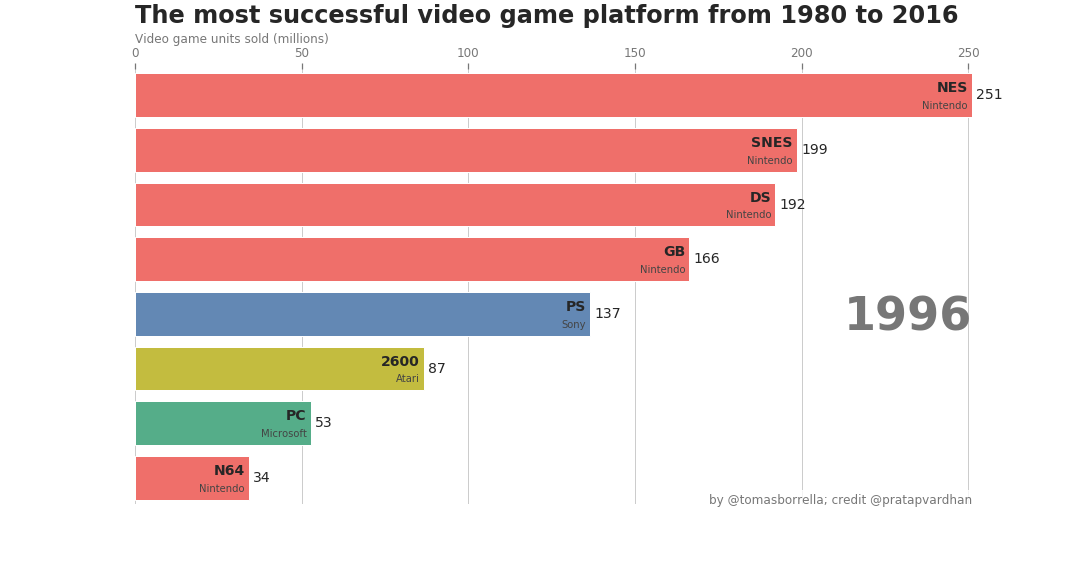 The most successful video game platform from 1980 to 2016
Video game units sold (millions)
0 50 100 150 200 250
NES
Nintendo
251
SNES
Nintendo
199
DS
Nintendo
192
GB
Nintendo
166
PS
Sony
137
1996
2600
Atari
87
PC
Microsoft
53
N64
Nintendo
34
by @tomasborrella; credit @pratapvardhan